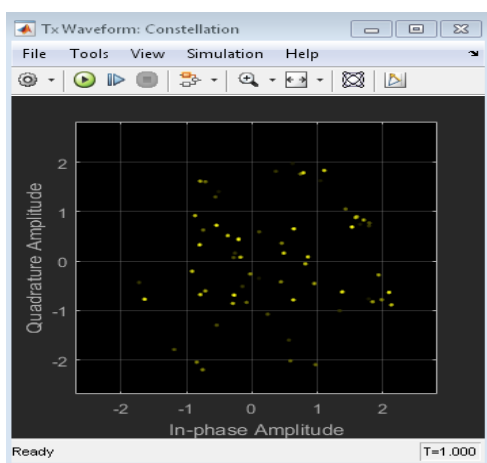 Tx Waveform: Constellation
File Tools View Simulation Help
2
1
0
-1
-2
Quadrature Amplitude
-2 -1 0 1 2
In-phase Amplitude
Ready T=1.000